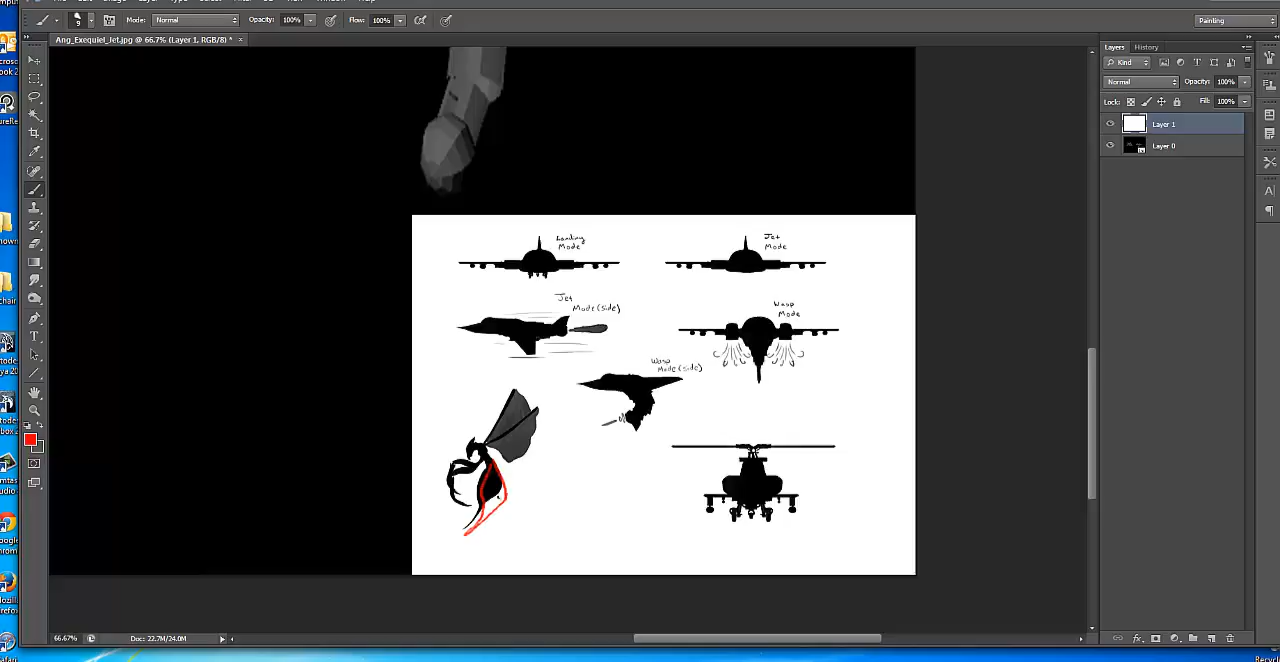 Mode: Normal Opacity: 100% Flow: 100% Painting
Ang_Exequiel_Jet.jpg @ 66.7% (Layer 1, RGB/8) * ×
Layers History
Kind
Normal Opacity: 100%
Lock: Fill: 100%
Layer 1
Layer 0
9
Landing
Mode
Jet
Mode
Jet
Mode (side)
Wasp
Mode
Wasp
Mode (side)
66.67% Doc: 22.7M/24.0M